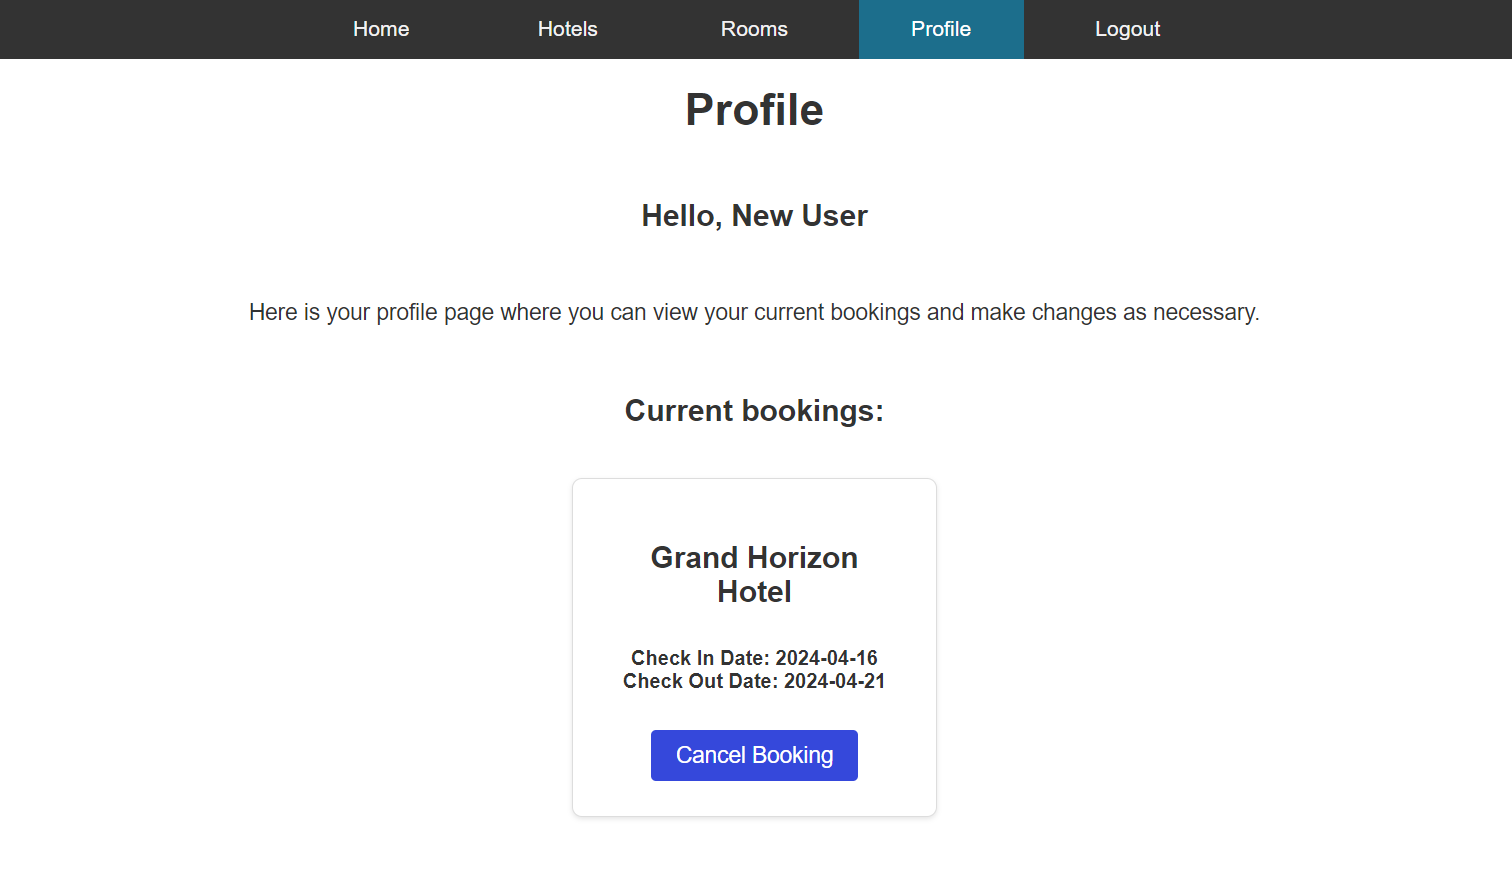 Home Hotels Rooms Profile Logout
Profile
Hello, New User
Here is your profile page where you can view your current bookings and make changes as necessary.
Current bookings:
Grand Horizon
Hotel
Check In Date: 2024-04-16
Check Out Date: 2024-04-21
Cancel Booking